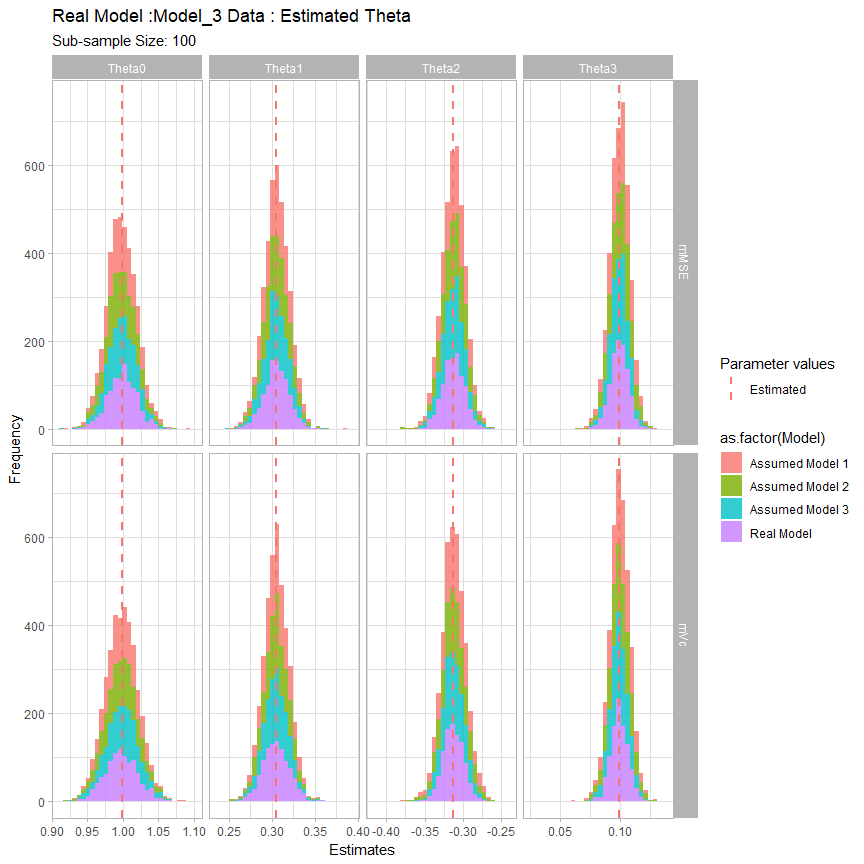 Real Model :Model_3 Data : Estimated Theta
Sub-sample Size: 100
Theta0 Theta1 Theta2 Theta3
600
400
200
0
mMSE
600
400
200
0
mVc
Frequency
0.90 0.95 1.00 1.05 1.10 0.25 0.30 0.35 0.40 -0.40 -0.35 -0.30 -0.25 0.05 0.10
Estimates
Parameter values
Estimated
as.factor(Model)
Assumed Model 1
Assumed Model 2
Assumed Model 3
Real Model